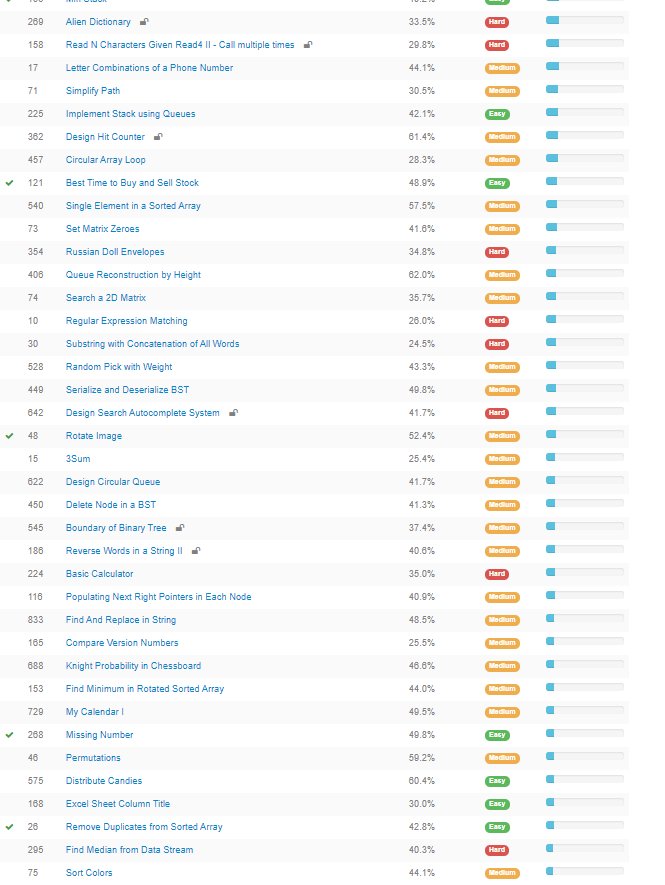 269 Alien Dictionary 33.5% Hard
158 Read N Characters Given Read4 II - Call multiple times 29.8% Hard
17 Letter Combinations of a Phone Number 44.1% Medium
71 Simplify Path 30.5% Medium
225 Implement Stack using Queues 42.1% Easy
362 Design Hit Counter 61.4% Medium
457 Circular Array Loop 28.3% Medium
121 Best Time to Buy and Sell Stock 48.9% Easy
540 Single Element in a Sorted Array 57.5% Medium
73 Set Matrix Zeroes 41.6% Medium
354 Russian Doll Envelopes 34.8% Hard
406 Queue Reconstruction by Height 62.0% Medium
74 Search a 2D Matrix 35.7% Medium
10 Regular Expression Matching 26.0% Hard
30 Substring with Concatenation of All Words 24.5% Hard
528 Random Pick with Weight 43.3% Medium
449 Serialize and Deserialize BST 49.8% Medium
642 Design Search Autocomplete System 41.7% Hard
48 Rotate Image 52.4% Medium
15 3Sum 25.4% Medium
622 Design Circular Queue 41.7% Medium
450 Delete Node in a BST 41.3% Medium
545 Boundary of Binary Tree 37.4% Medium
186 Reverse Words in a String II 40.6% Medium
224 Basic Calculator 35.0% Hard
116 Populating Next Right Pointers in Each Node 40.9% Medium
833 Find And Replace in String 48.5% Medium
165 Compare Version Numbers 25.5% Medium
688 Knight Probability in Chessboard 46.6% Medium
153 Find Minimum in Rotated Sorted Array 44.0% Medium
729 My Calendar I 49.5% Medium
268 Missing Number 49.8% Easy
46 Permutations 59.2% Medium
575 Distribute Candies 60.4% Easy
168 Excel Sheet Column Title 30.0% Easy
26 Remove Duplicates from Sorted Array 42.8% Easy
295 Find Median from Data Stream 40.3% Hard
75 Sort Colors 44.1% Medium